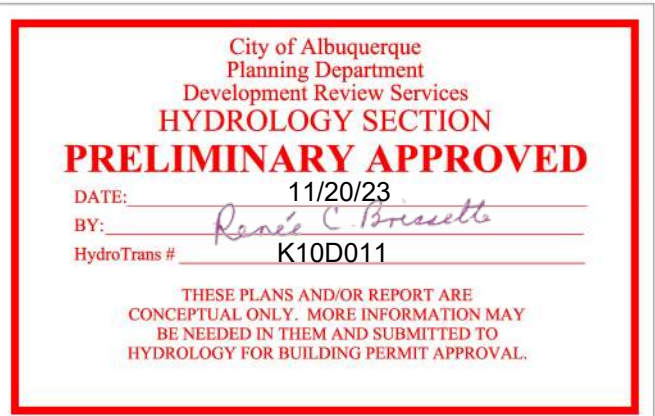 City of Albuquerque
Planning Department
Development Review Services
HYDROLOGY SECTION
PRELIMINARY APPROVED
DATE: 11/20/23
BY: Renée C. Brissette
HydroTrans # K10D011
THESE PLANS AND/OR REPORT ARE
CONCEPTUAL ONLY. MORE INFORMATION MAY
BE NEEDED IN THEM AND SUBMITTED TO
HYDROLOGY FOR BUILDING PERMIT APPROVAL.